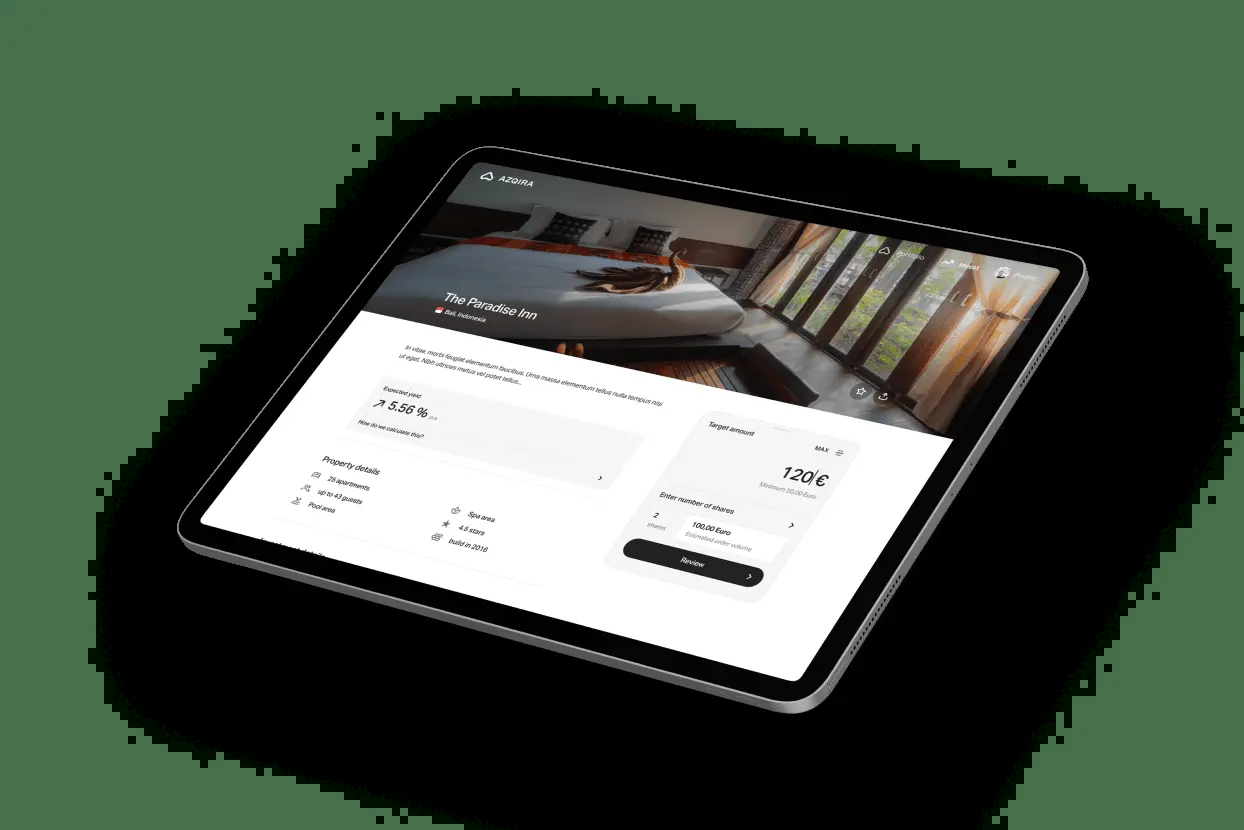 AZQIRA
Portfolio
Invest
Profile
The Paradise Inn
Bali, Indonesia
In vitae, morbi feugiat elementum faucibus. Urna massa elementum tellus nulla tempus nisi
ut eget. Nibh ultrices metus vel potet tellus...
Expected yield
5.56 % p.a
How do we calculate this?
Property details
25 apartments
up to 43 guests
Pool area
Spa area
4.5 stars
build in 2016
Target amount
MAX
120/€
Minimum 50,00 Euro
Enter number of shares
2
shares
100,00 Euro
Estimated order volume
Review